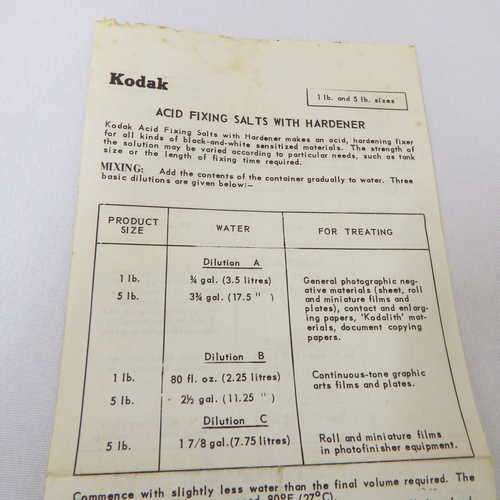 Kodak
1 lb. and 5 lb. sizes
ACID FIXING SALTS WITH HARDENER
Kodak Acid Fixing Salts with Hardener makes an acid, hardening fixer
for all kinds of black-and-white sensitized materials. The strength of
the solution may be varied according to particular needs, such as tank
size or the length of fixing time required.
MIXING: Add the contents of the container gradually to water. Three
basic dilutions are given below:—
PRODUCT SIZE WATER FOR TREATING
Dilution A
1 lb. ¾ gal. (3.5 litres) General photographic neg-
5 lb. 3¾ gal. (17.5 " ) ative materials (sheet, roll
and miniature films and
plates), contact and enlarg-
ing papers, 'Kodalith' mat-
erials, document copying
papers.
Dilution B
1 lb. 80 fl. oz. (2.25 litres) Continuous-tone graphic
5 lb. 2½ gal. (11.25 " ) arts films and plates.
Dilution C
5 lb. 1 7/8 gal. (7.75 litres) Roll and miniature films
in photofinisher equipment.
Commence with slightly less water than the final volume required. The
80°F (27°C).